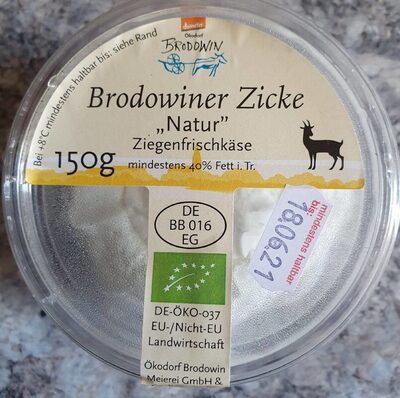 demeter
Ökodorf
BRODOWIN
Bei +8°C mindestens haltbar bis: siehe Rand
Brodowiner Zicke
„Natur”
Ziegenfrischkäse
150g
mindestens 40% Fett i. Tr.
mindestens haltbar
bis:
18.06.21
DE
BB 016
EG
DE-ÖKO-037
EU-/Nicht-EU
Landwirtschaft
Ökodorf Brodowin
Meierei GmbH &